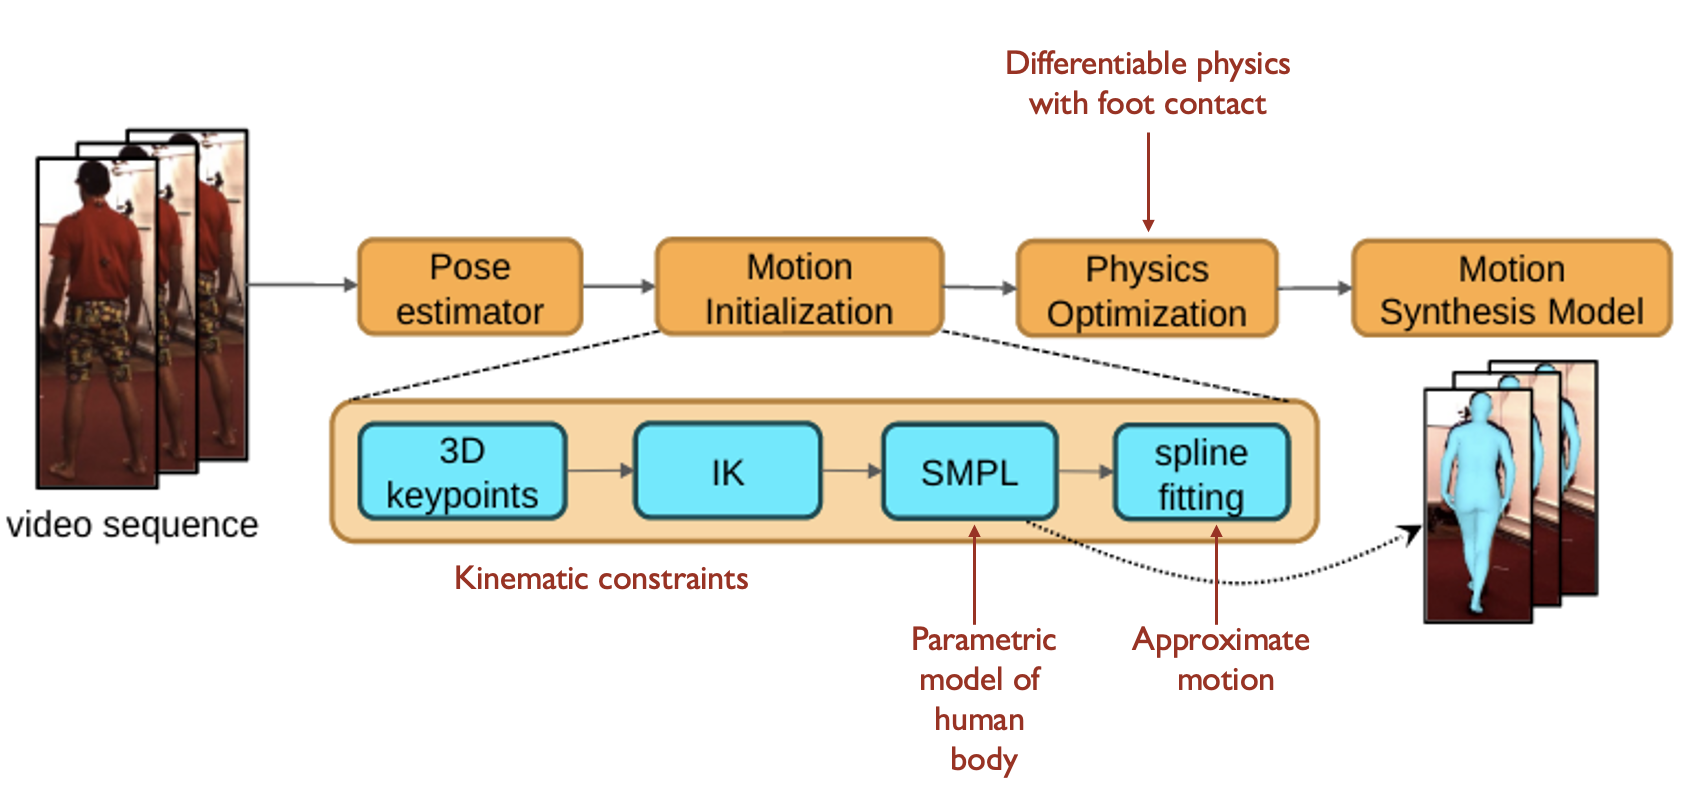 Differentiable physics
with foot contact
Pose
estimator
Motion
Initialization
Physics
Optimization
Motion
Synthesis Model
3D
keypoints
IK
SMPL
spline
fitting
video sequence
Kinematic constraints
Parametric
model of
human
body
Approximate
motion